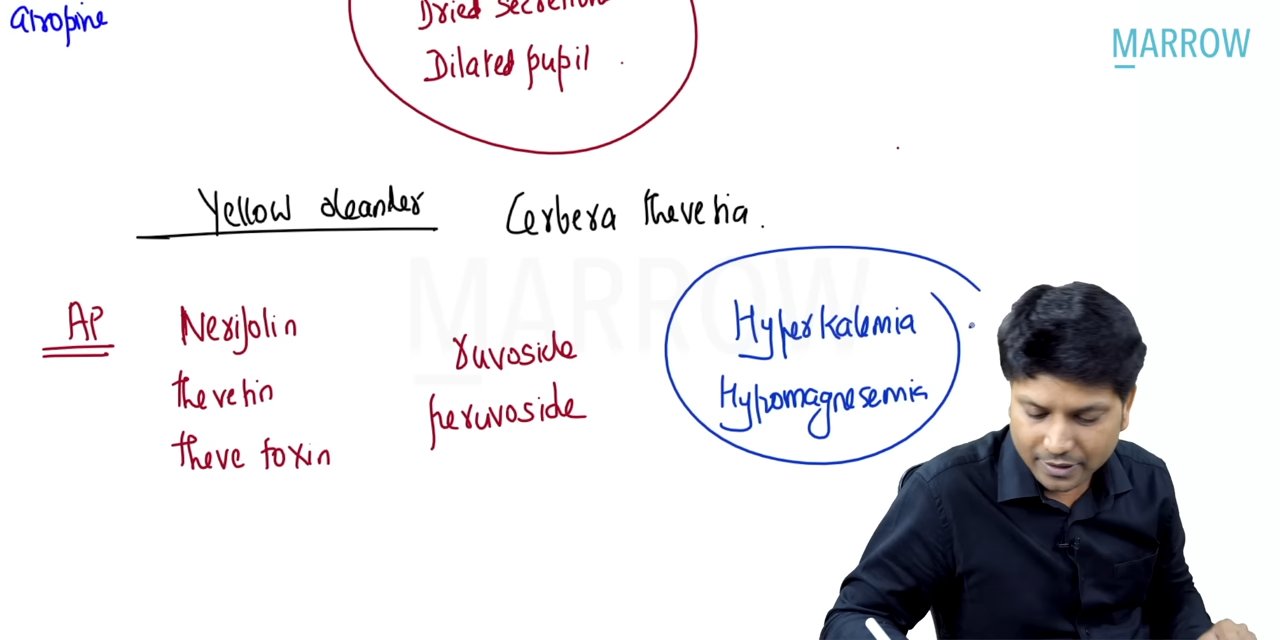 atropine
Dried secretion
MARROW
Dilated pupil
Yellow oleander
Cerbera thevetia.
MARROW
AP
Nerifolin
thevetin
theve toxin
ruvoside
peruvoside
Hyperkalemia
Hypomagnesemia